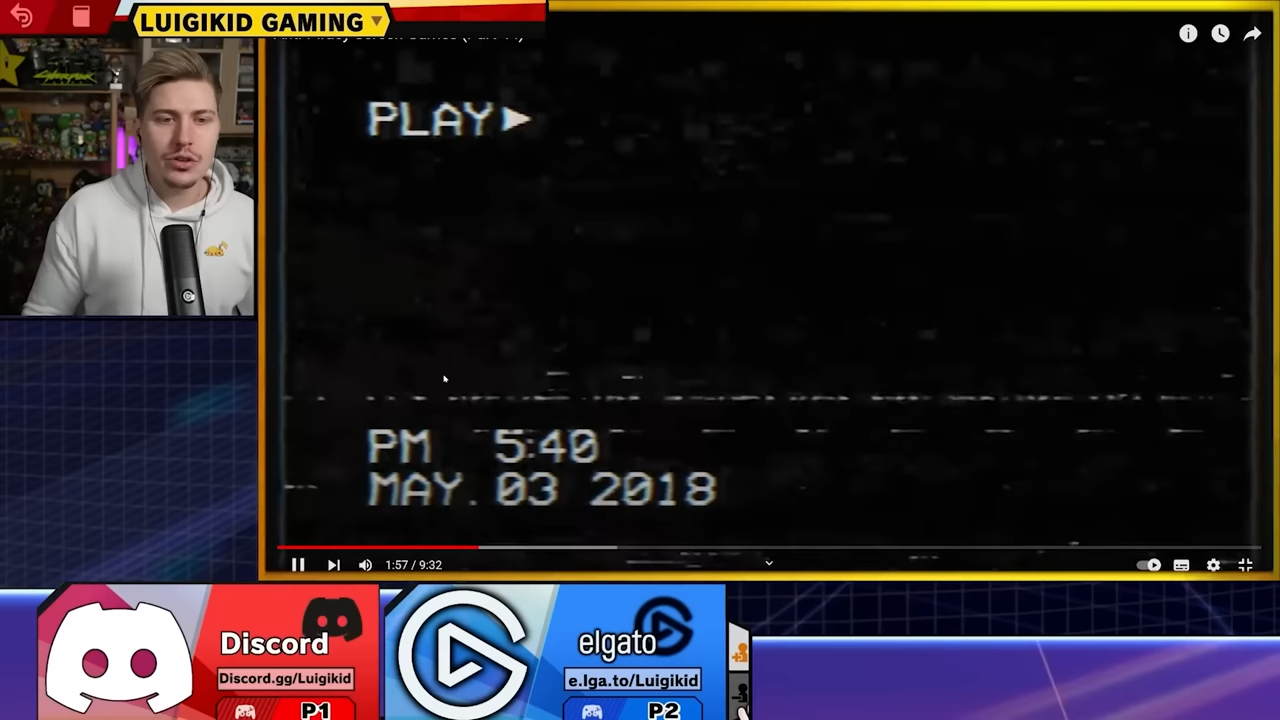 LUIGIKID GAMING
PLAY
PM 5:40
MAY. 03 2018
1:57 / 9:32
Discord
Discord.gg/Luigikid
P1
elgato
e.lga.to/Luigikid
P2